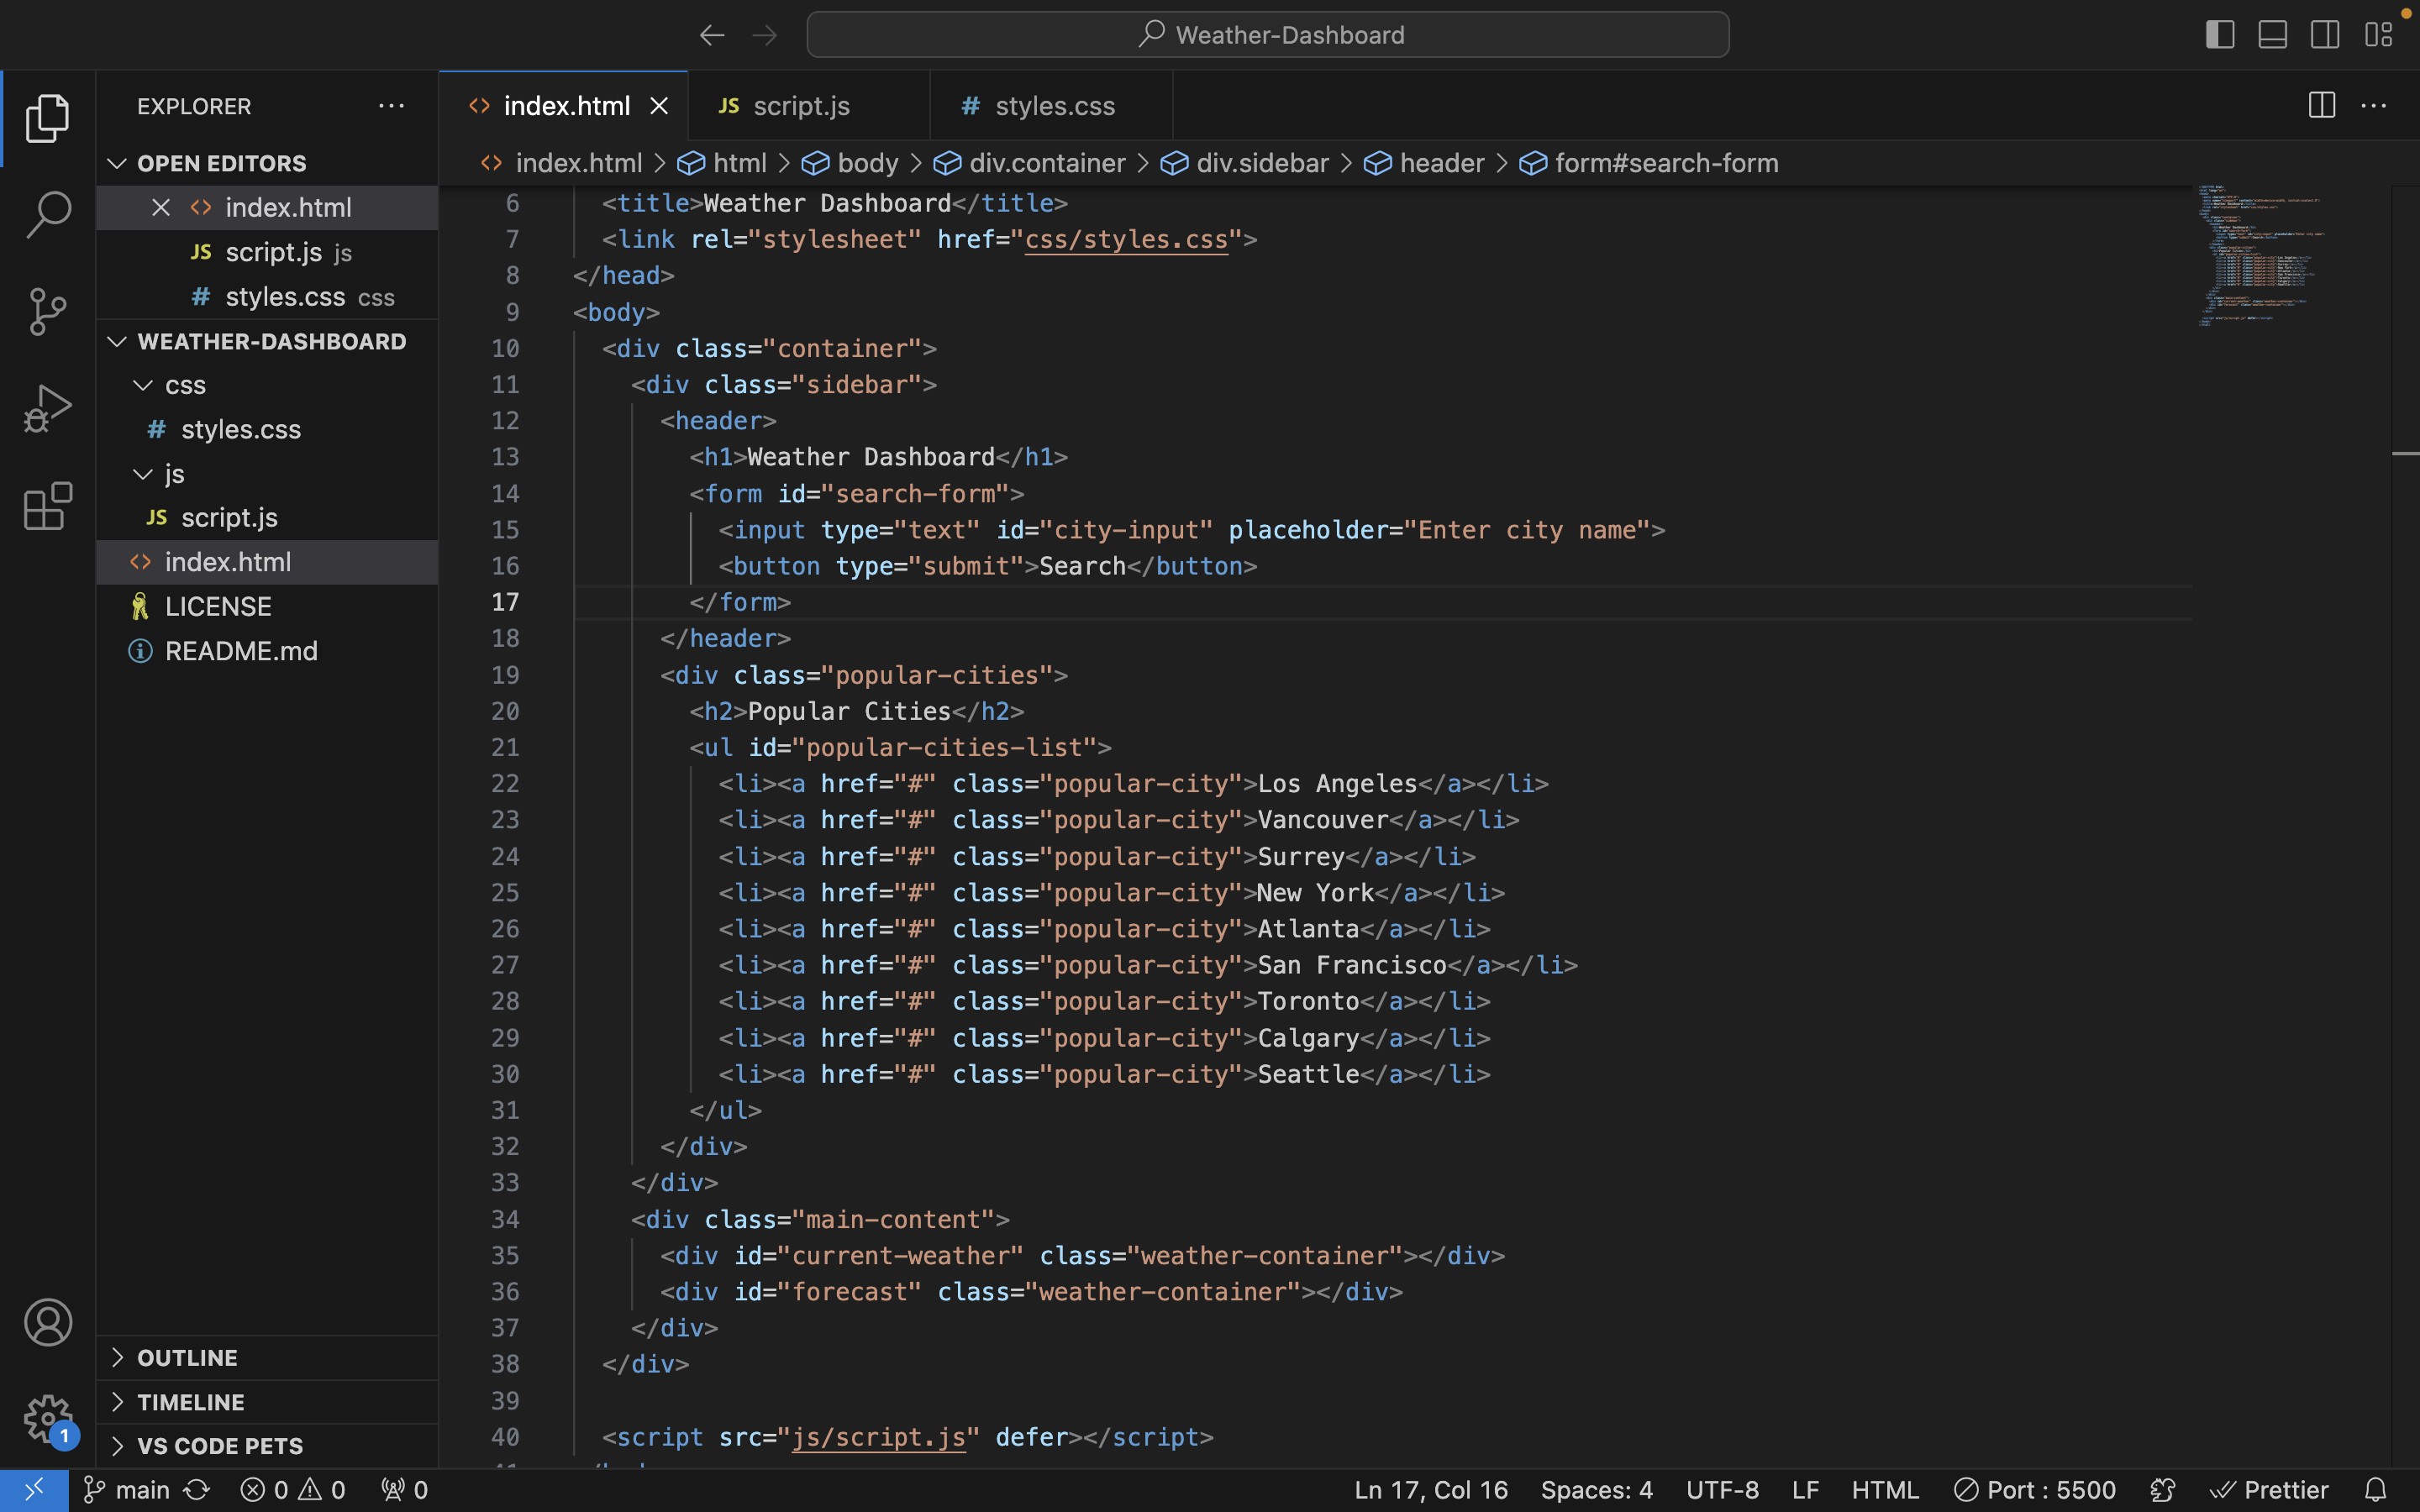 Weather-Dashboard
EXPLORER
OPEN EDITORS
index.html
JS script.js js
# styles.css css
WEATHER-DASHBOARD
css
# styles.css
js
JS script.js
index.html
LICENSE
README.md
OUTLINE
TIMELINE
VS CODE PETS
1
index.html
JS script.js
# styles.css
index.html > html > body > div.container > div.sidebar > header > form#search-form
6 <title>Weather Dashboard</title>
7 <link rel="stylesheet" href="css/styles.css">
8 </head>
9 <body>
10 <div class="container">
11 <div class="sidebar">
12 <header>
13 <h1>Weather Dashboard</h1>
14 <form id="search-form">
15 <input type="text" id="city-input" placeholder="Enter city name">
16 <button type="submit">Search</button>
17 </form>
18 </header>
19 <div class="popular-cities">
20 <h2>Popular Cities</h2>
21 <ul id="popular-cities-list">
22 <li><a href="#" class="popular-city">Los Angeles</a></li>
23 <li><a href="#" class="popular-city">Vancouver</a></li>
24 <li><a href="#" class="popular-city">Surrey</a></li>
25 <li><a href="#" class="popular-city">New York</a></li>
26 <li><a href="#" class="popular-city">Atlanta</a></li>
27 <li><a href="#" class="popular-city">San Francisco</a></li>
28 <li><a href="#" class="popular-city">Toronto</a></li>
29 <li><a href="#" class="popular-city">Calgary</a></li>
30 <li><a href="#" class="popular-city">Seattle</a></li>
31 </ul>
32 </div>
33 </div>
34 <div class="main-content">
35 <div id="current-weather" class="weather-container"></div>
36 <div id="forecast" class="weather-container"></div>
37 </div>
38 </div>
39
40 <script src="js/script.js" defer></script>
main 0 0 0 Ln 17, Col 16 Spaces: 4 UTF-8 LF HTML Port : 5500 Prettier